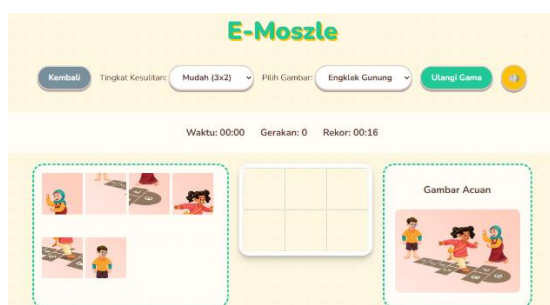 E-Moszle
Kembali Tingkat Kesulitan: Mudah (3x2) Pilih Gambar: Engklek Gunung Ulangi Game
Waktu: 00:00 Gerakan: 0 Rekor: 00:16
Gambar Acuan